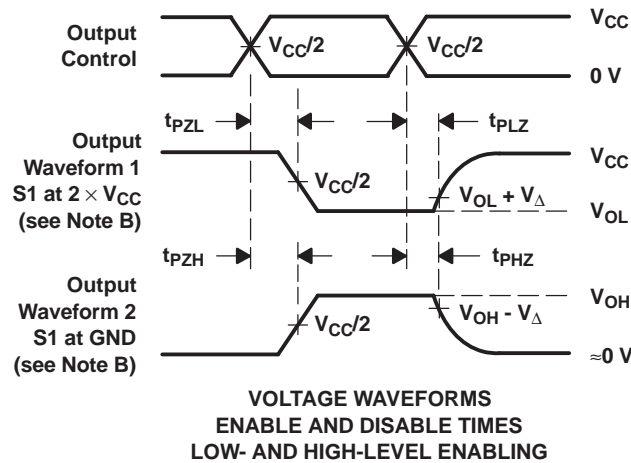 Output
Control
V_CC/2
V_CC/2
V_CC
0 V
t_PZL
t_PLZ
Output
Waveform 1
S1 at 2 × V_CC
(see Note B)
V_CC/2
V_CC
V_OL + V_Δ
V_OL
t_PZH
t_PHZ
Output
Waveform 2
S1 at GND
(see Note B)
V_CC/2
V_OH
V_OH - V_Δ
≈0 V
VOLTAGE WAVEFORMS
ENABLE AND DISABLE TIMES
LOW- AND HIGH-LEVEL ENABLING